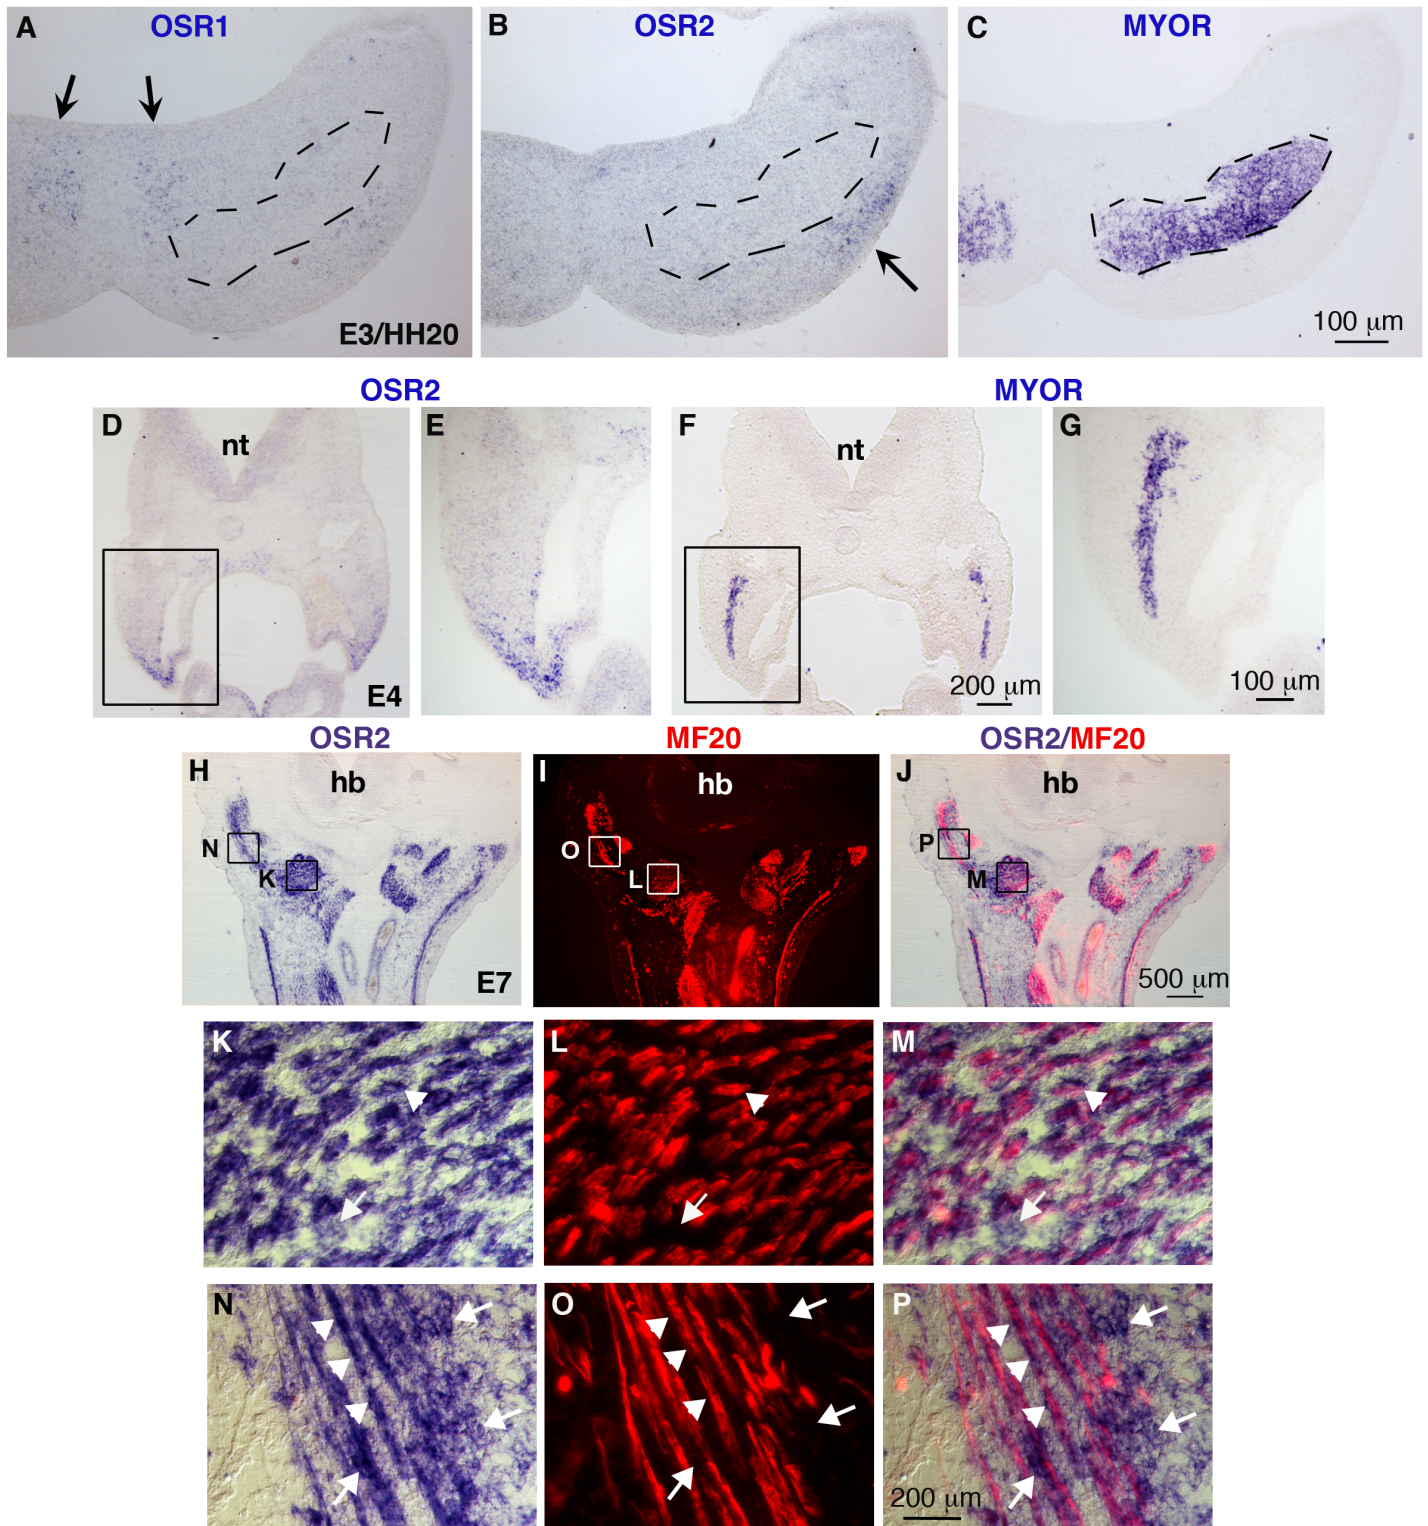 A OSR1
B OSR2
C MYOR
E3/HH20
100 μm
OSR2 MYOR
D nt
E
F nt
G
E4
200 μm
100 μm
OSR2 MF20 OSR2/MF20
H hb
I hb
J hb
N
O
P
K
L
M
E7
500 μm
K
L
M
N
O
P
200 μm